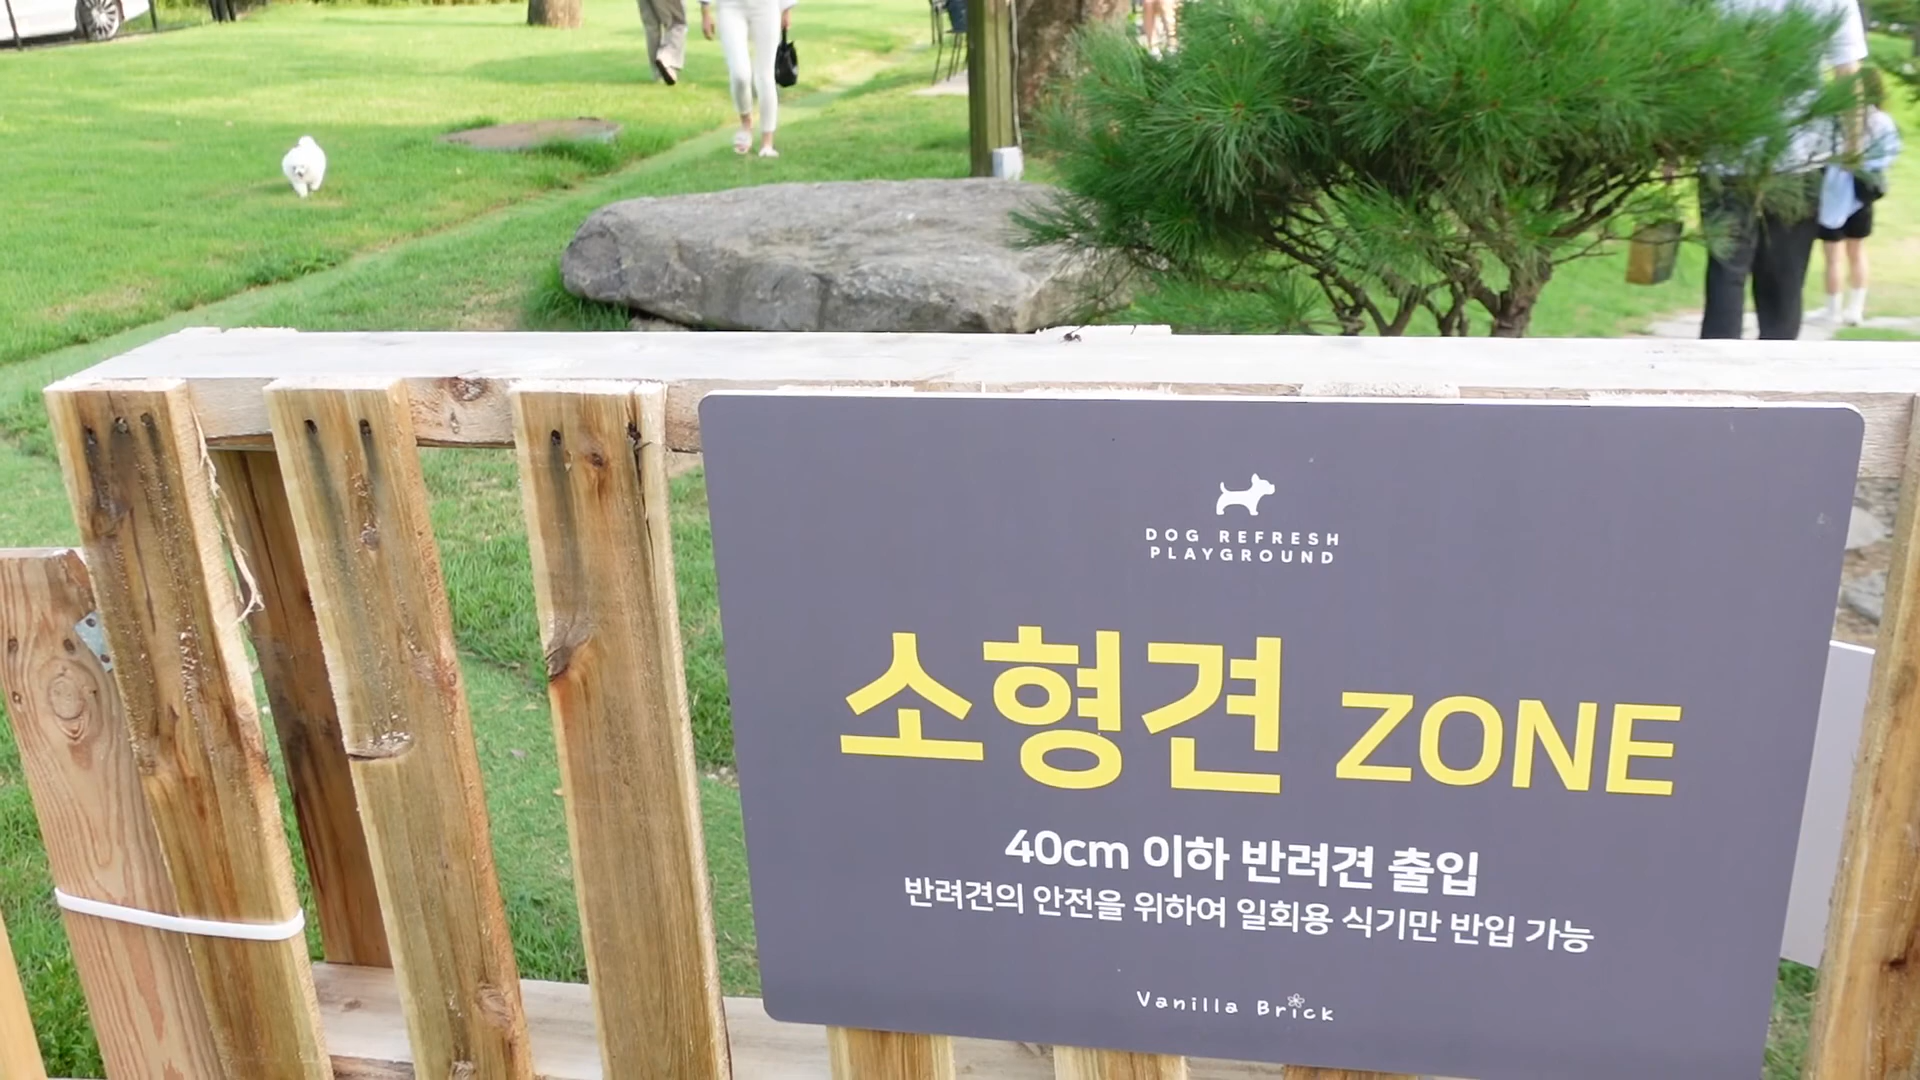 DOG REFRESH
PLAYGROUND
소형견 ZONE
40cm 이하 반려견 출입
반려견의 안전을 위하여 일회용 식기만 반입 가능
Vanilla Brick